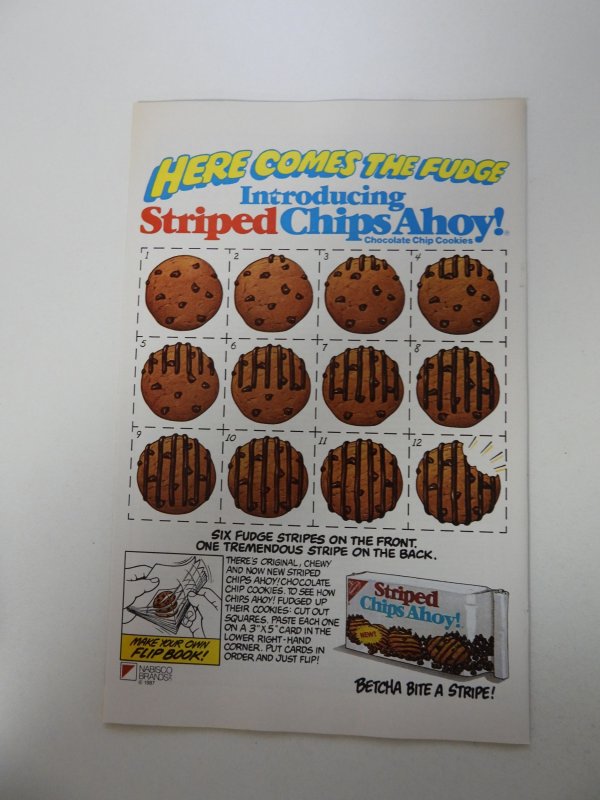 HERE COMES THE FUDGE
Introducing
Striped Chips Ahoy!®
Chocolate Chip Cookies
1 2 3 4
5 6 7 8
9 10 11 12
SIX FUDGE STRIPES ON THE FRONT.
ONE TREMENDOUS STRIPE ON THE BACK.
THERE'S ORIGINAL, CHEWY
AND NOW NEW STRIPED
CHIPS AHOY! CHOCOLATE
CHIP COOKIES. TO SEE HOW
CHIPS AHOY! FUDGED UP
THEIR COOKIES: CUT OUT
SQUARES. PASTE EACH ONE
ON A 3"X5" CARD IN THE
LOWER RIGHT-HAND
CORNER. PUT CARDS IN
ORDER AND JUST FLIP!
MAKE YOUR OWN
FLIP BOOK!
NABISCO
BRANDS
© 1987
Striped
Chips Ahoy!
NEW!
BETCHA BITE A STRIPE!